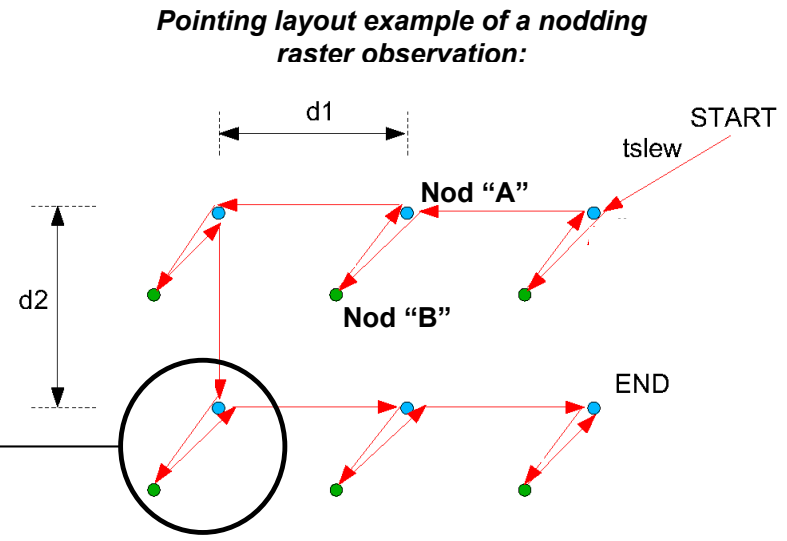 Pointing layout example of a nodding
raster observation:
d1
START
tslew
Nod “A”
d2
Nod “B”
END